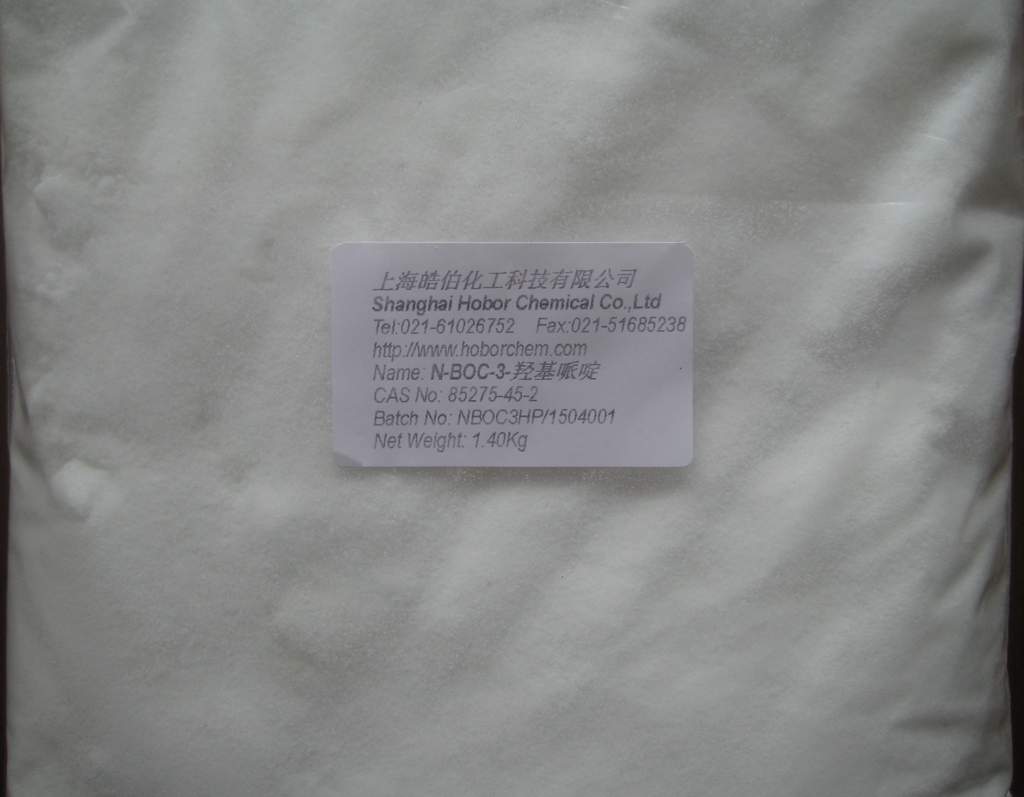 上海皓伯化工科技有限公司
Shanghai Hobor Chemical Co.,Ltd
Tel:021-61026752 Fax:021-51685238
http://www.hoborchem.com
Name: N-BOC-3-羟基哌啶
CAS No: 85275-45-2
Batch No: NBOC3HP/1504001
Net Weight: 1.40Kg